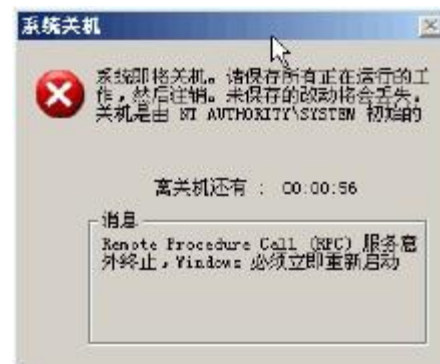 系统关机
系统即将关机。请保存所有正在运行的工
作，然后注销。未保存的改动将会丢失。
关机是由 NT AUTHORITY\SYSTEM 初始的
离关机还有 : 00:00:56
消息
Remote Procedure Call (RPC) 服务意
外终止，Windows 必须立即重新启动